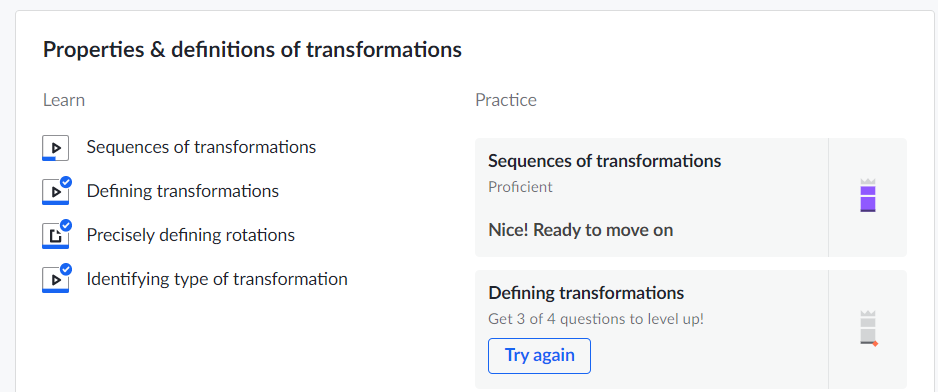 Properties & definitions of transformations
Learn
Sequences of transformations
Defining transformations
Precisely defining rotations
Identifying type of transformation
Practice
Sequences of transformations
Proficient
Nice! Ready to move on
Defining transformations
Get 3 of 4 questions to level up!
Try again